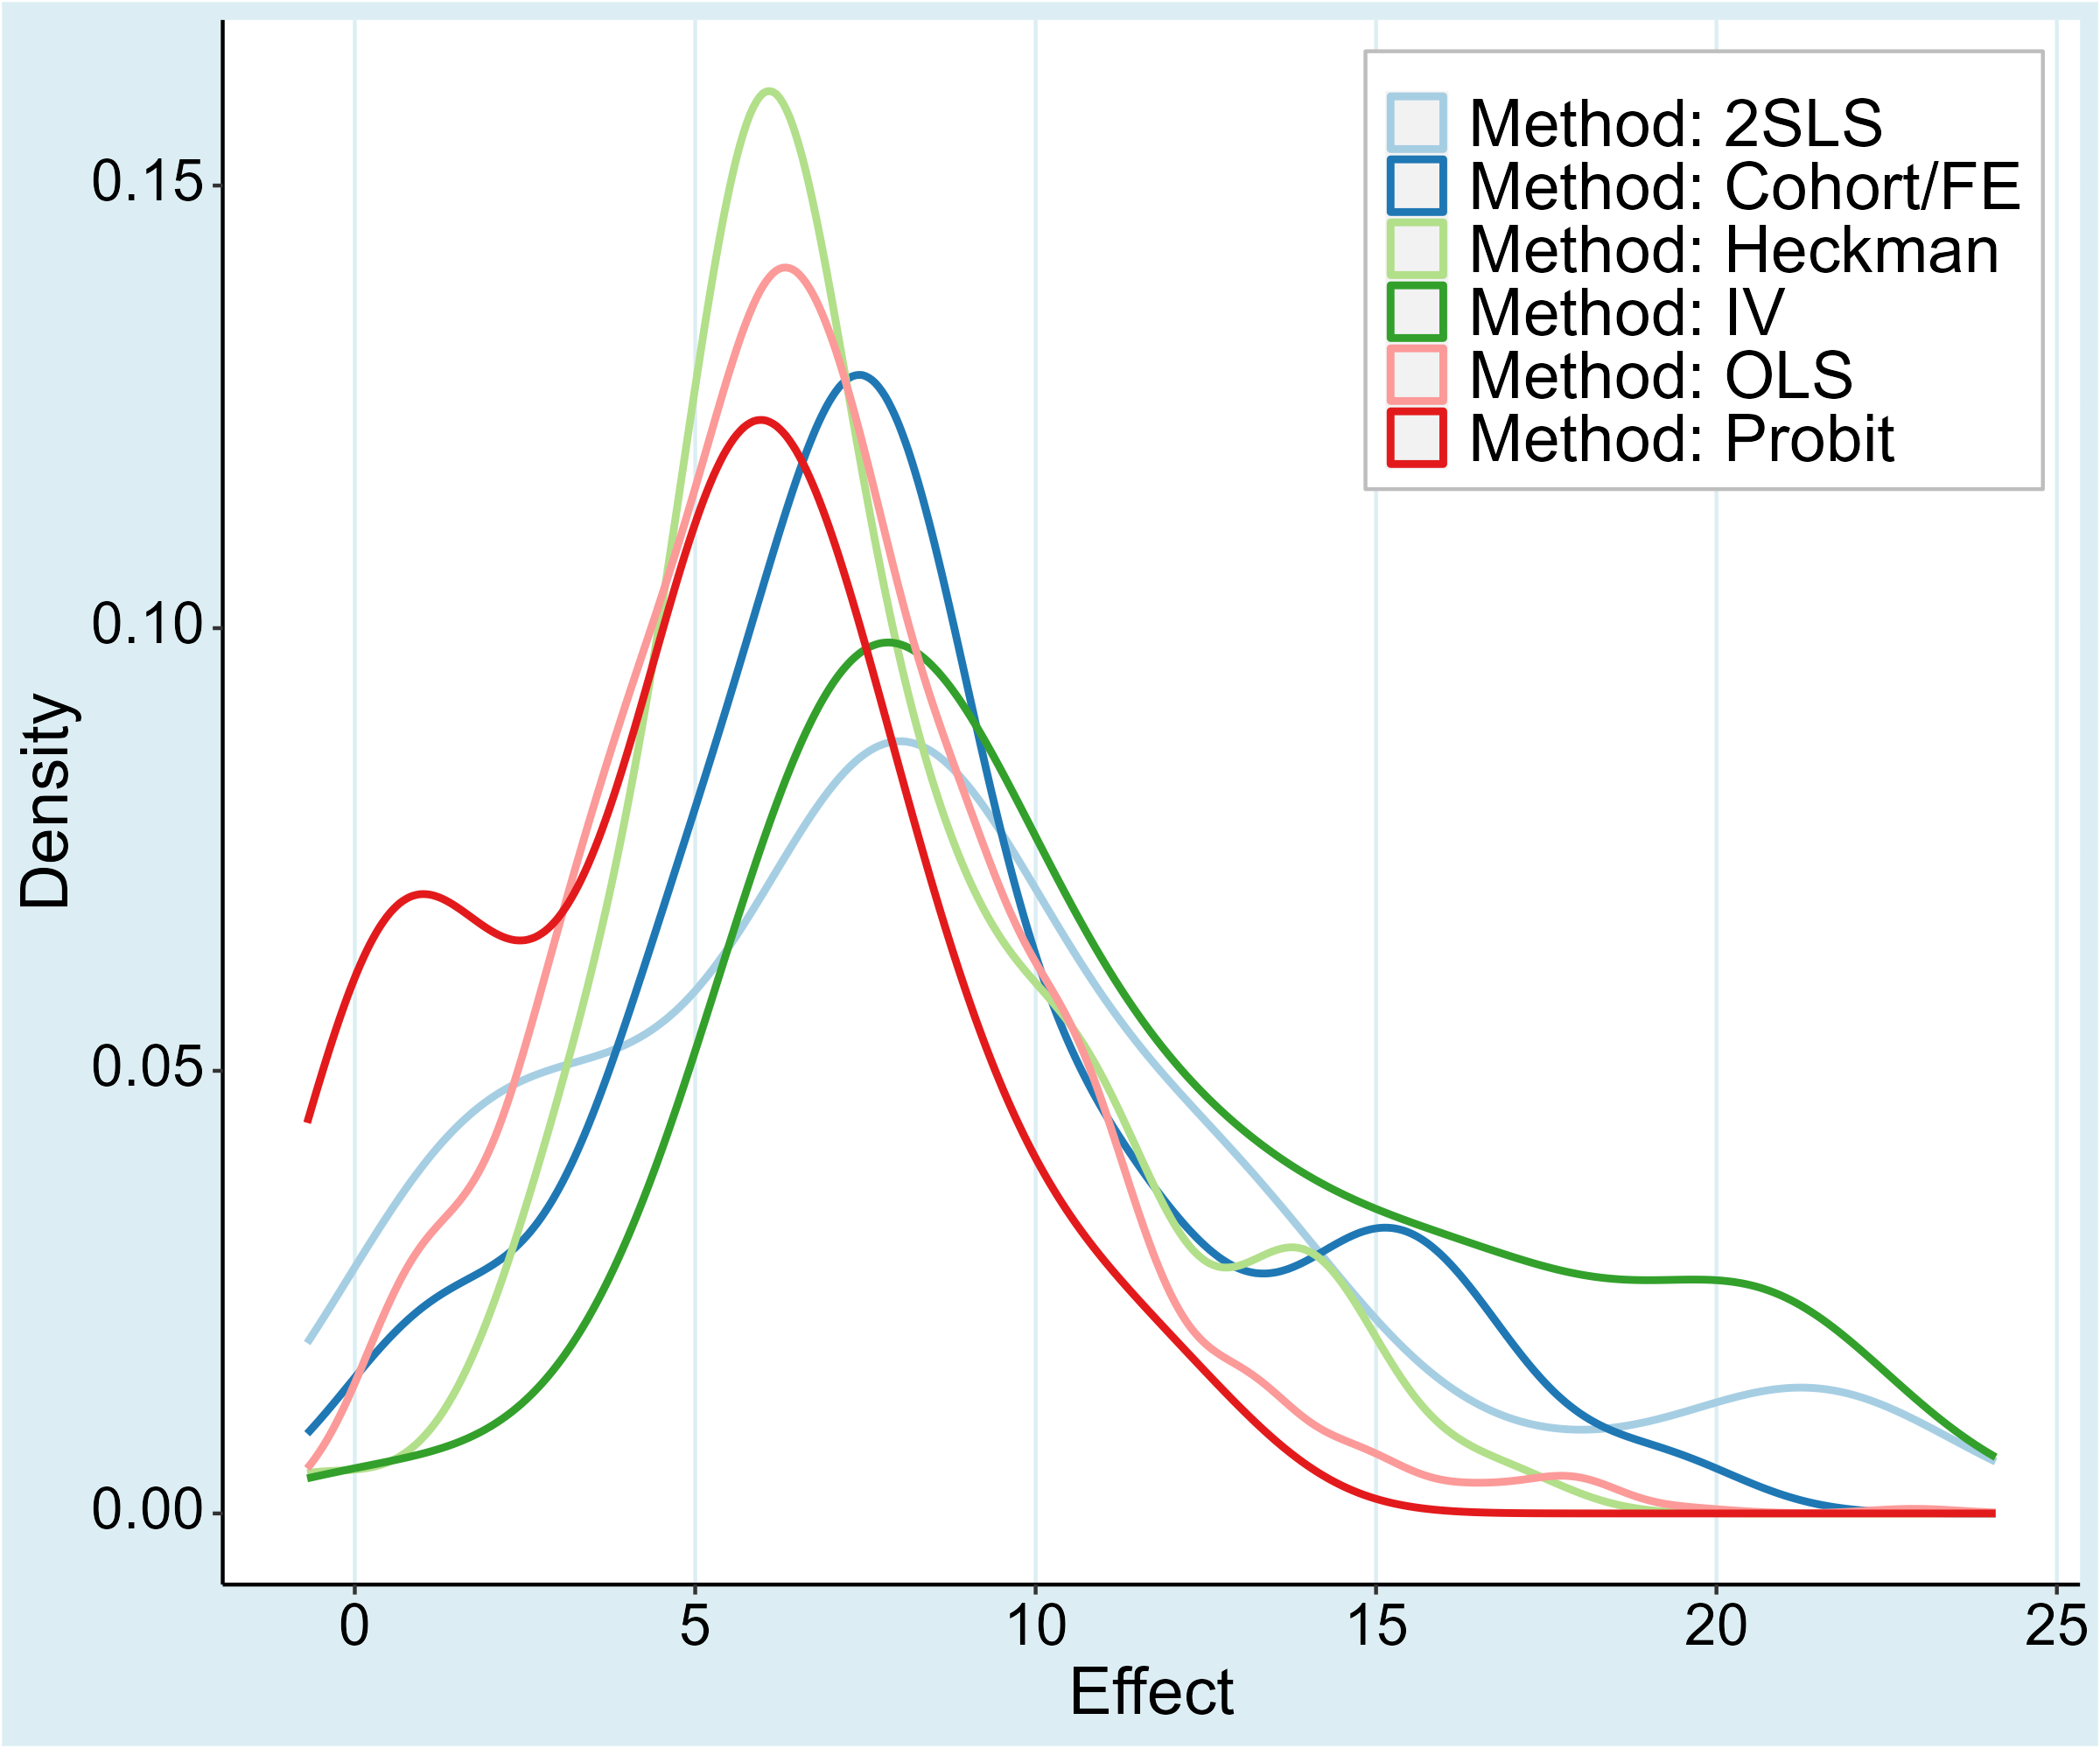 Method: 2SLS
Method: Cohort/FE
Method: Heckman
Method: IV
Method: OLS
Method: Probit
0.15
0.10
0.05
0.00
Density
0 5 10 15 20 25
Effect